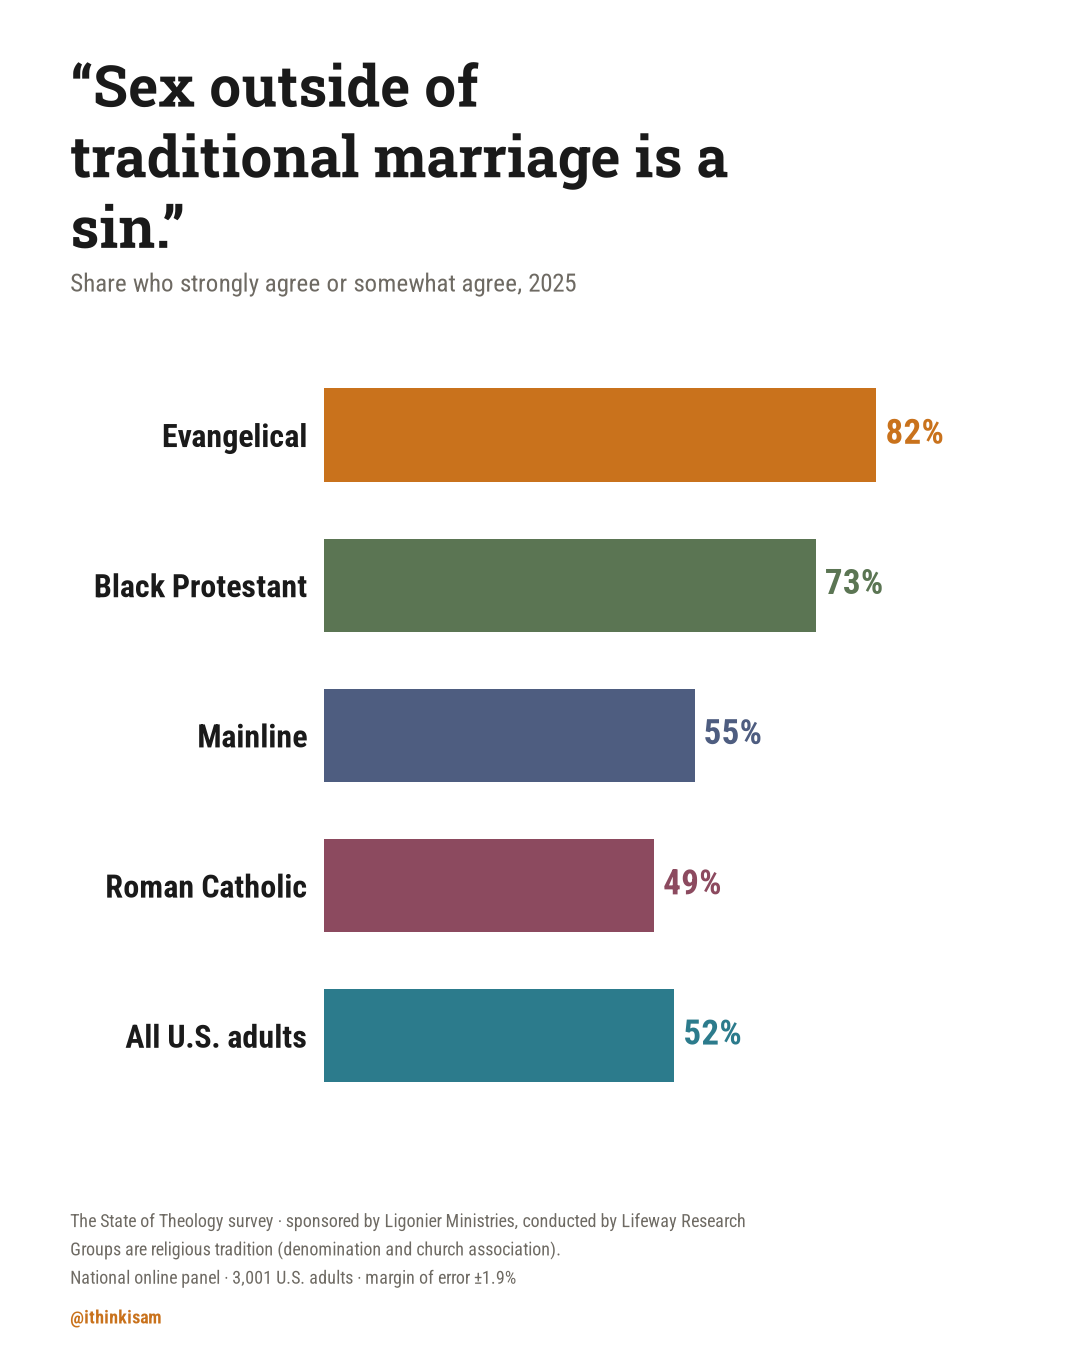 “Sex outside of
traditional marriage is a
sin.”
Share who strongly agree or somewhat agree, 2025
Evangelical 82%
Black Protestant 73%
Mainline 55%
Roman Catholic 49%
All U.S. adults 52%
The State of Theology survey · sponsored by Ligonier Ministries, conducted by Lifeway Research
Groups are religious tradition (denomination and church association).
National online panel · 3,001 U.S. adults · margin of error ±1.9%
@ithinkisam